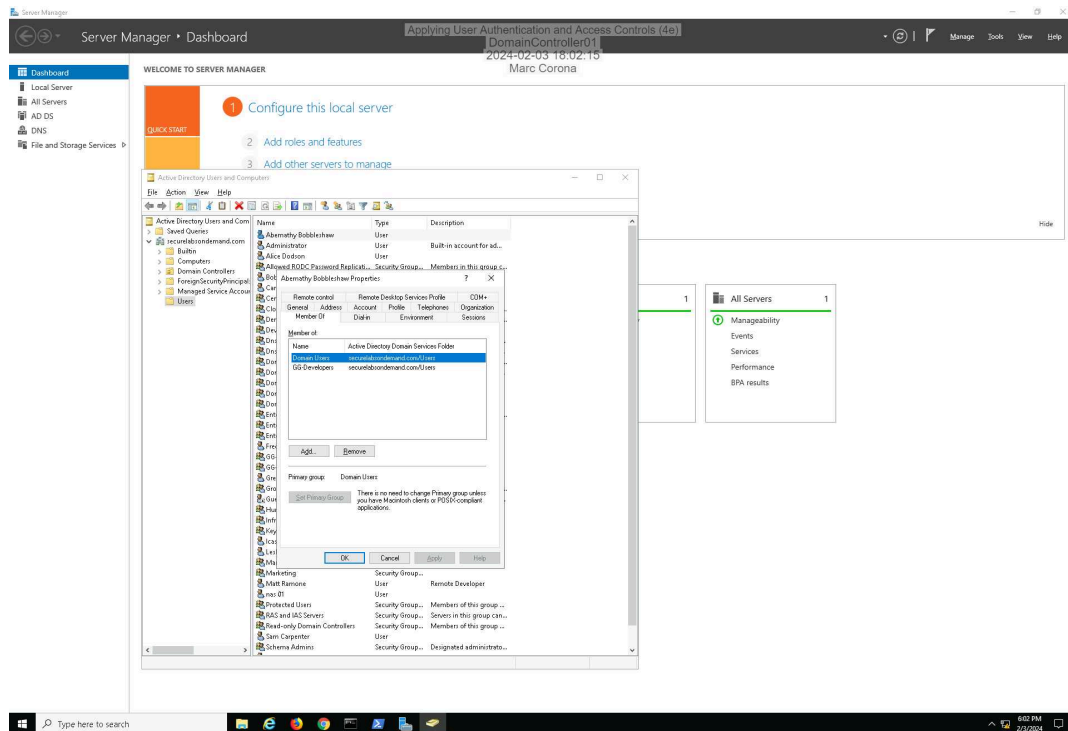 Server Manager
Server Manager • Dashboard
Applying User Authentication and Access Controls (4e)
DomainController01
2024-02-03 18:02:15
Marc Corona
Manage Tools View Help
Dashboard
Local Server
All Servers
AD DS
DNS
File and Storage Services
WELCOME TO SERVER MANAGER
QUICK START
1 Configure this local server
2 Add roles and features
3 Add other servers to manage
Hide
Active Directory Users and Computers
File Action View Help
Active Directory Users and Com
Saved Queries
securelabsondemand.com
Builtin
Computers
Domain Controllers
ForeignSecurityPrincipal:
Managed Service Accour
Users
Name Type Description
Abernathy Bobbleshaw User
Administrator User Built-in account for ad...
Alice Dodson User
Allowed RODC Password Replicati... Security Group... Members in this group c...
Abernathy Bobbleshaw Properties ? X
Remote control Remote Desktop Services Profile COM+
General Address Account Profile Telephones Organization
Member Of Dial-in Environment Sessions
Member of:
Name Active Directory Domain Services Folder
Domain Users securelabsondemand.com/Users
GG-Developers securelabsondemand.com/Users
Add... Remove
Primary group: Domain Users
Set Primary Group
There is no need to change Primary group unless
you have Macintosh clients or POSIX-compliant
applications.
OK Cancel Apply Help
Marketing Security Group...
Matt Ramone User Remote Developer
nas 01 User
Protected Users Security Group... Members of this group ...
RAS and IAS Servers Security Group... Servers in this group can...
Read-only Domain Controllers Security Group... Members of this group ...
Sam Carpenter User
Schema Admins Security Group... Designated administrato...
1
All Servers 1
Manageability
Events
Services
Performance
BPA results
Type here to search
6:02 PM
2/3/2024